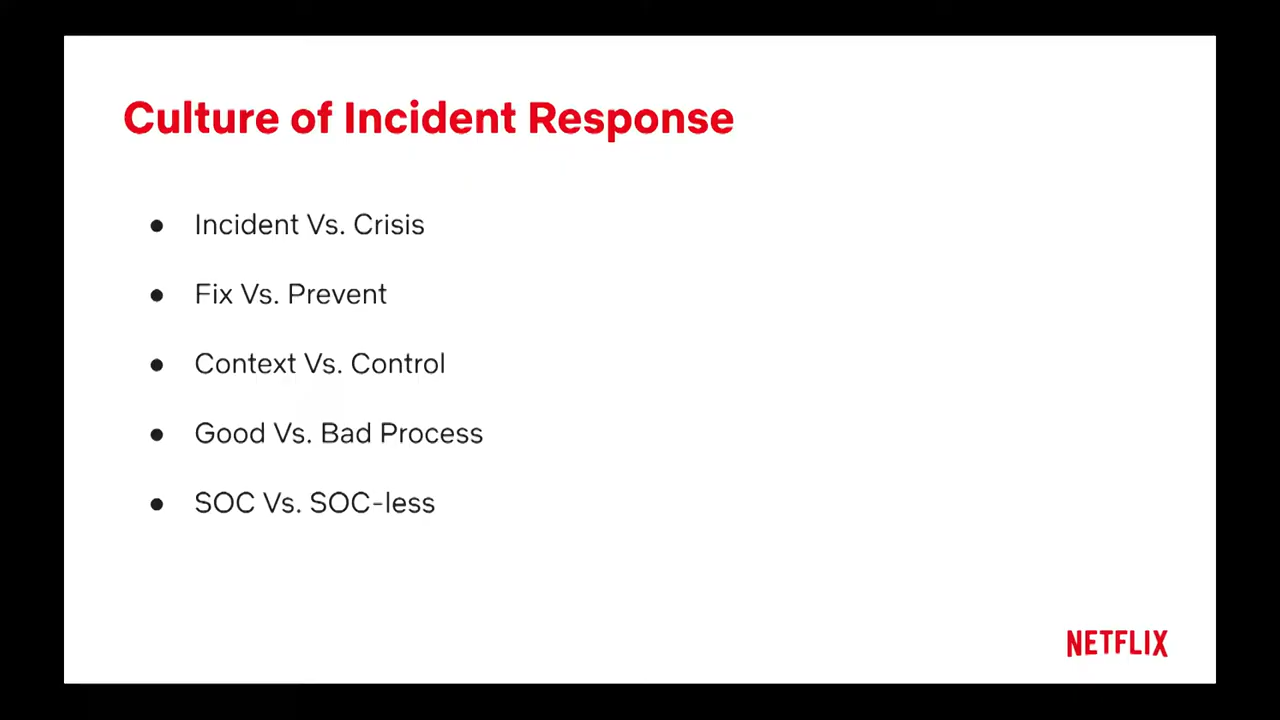 Culture of Incident Response
● Incident Vs. Crisis
● Fix Vs. Prevent
● Context Vs. Control
● Good Vs. Bad Process
● SOC Vs. SOC-less
NETFLIX